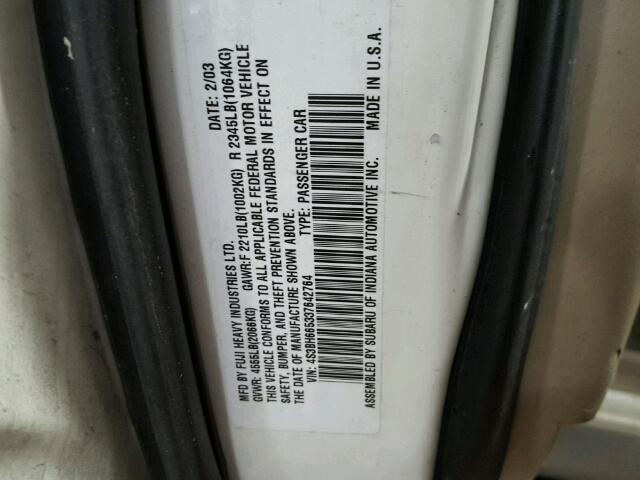 MFD BY FUJI HEAVY INDUSTRIES LTD. DATE: 2/03
GVWR: 4555LB(2066KG) GAWR:F 2210LB(1002KG) R 2345LB(1064KG)
THIS VEHICLE CONFORMS TO ALL APPLICABLE FEDERAL MOTOR VEHICLE
SAFETY, BUMPER, AND THEFT PREVENTION STANDARDS IN EFFECT ON
THE DATE OF MANUFACTURE SHOWN ABOVE.
VIN: 4S3BH665337642764 TYPE: PASSENGER CAR
ASSEMBLED BY SUBARU OF INDIANA AUTOMOTIVE INC. MADE IN U.S.A.